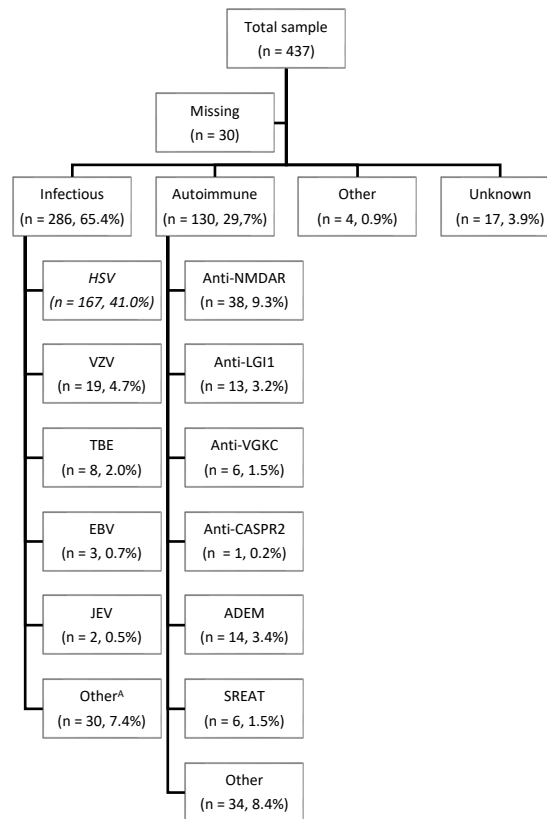 Total sample
(n = 437)
Missing
(n = 30)
Infectious
(n = 286, 65.4%)
Autoimmune
(n = 130, 29,7%)
Other
(n = 4, 0.9%)
Unknown
(n = 17, 3.9%)
HSV
(n = 167, 41.0%)
VZV
(n = 19, 4.7%)
TBE
(n = 8, 2.0%)
EBV
(n = 3, 0.7%)
JEV
(n = 2, 0.5%)
Otherᴬ
(n = 30, 7.4%)
Anti-NMDAR
(n = 38, 9.3%)
Anti-LGI1
(n = 13, 3.2%)
Anti-VGKC
(n = 6, 1.5%)
Anti-CASPR2
(n = 1, 0.2%)
ADEM
(n = 14, 3.4%)
SREAT
(n = 6, 1.5%)
Other
(n = 34, 8.4%)